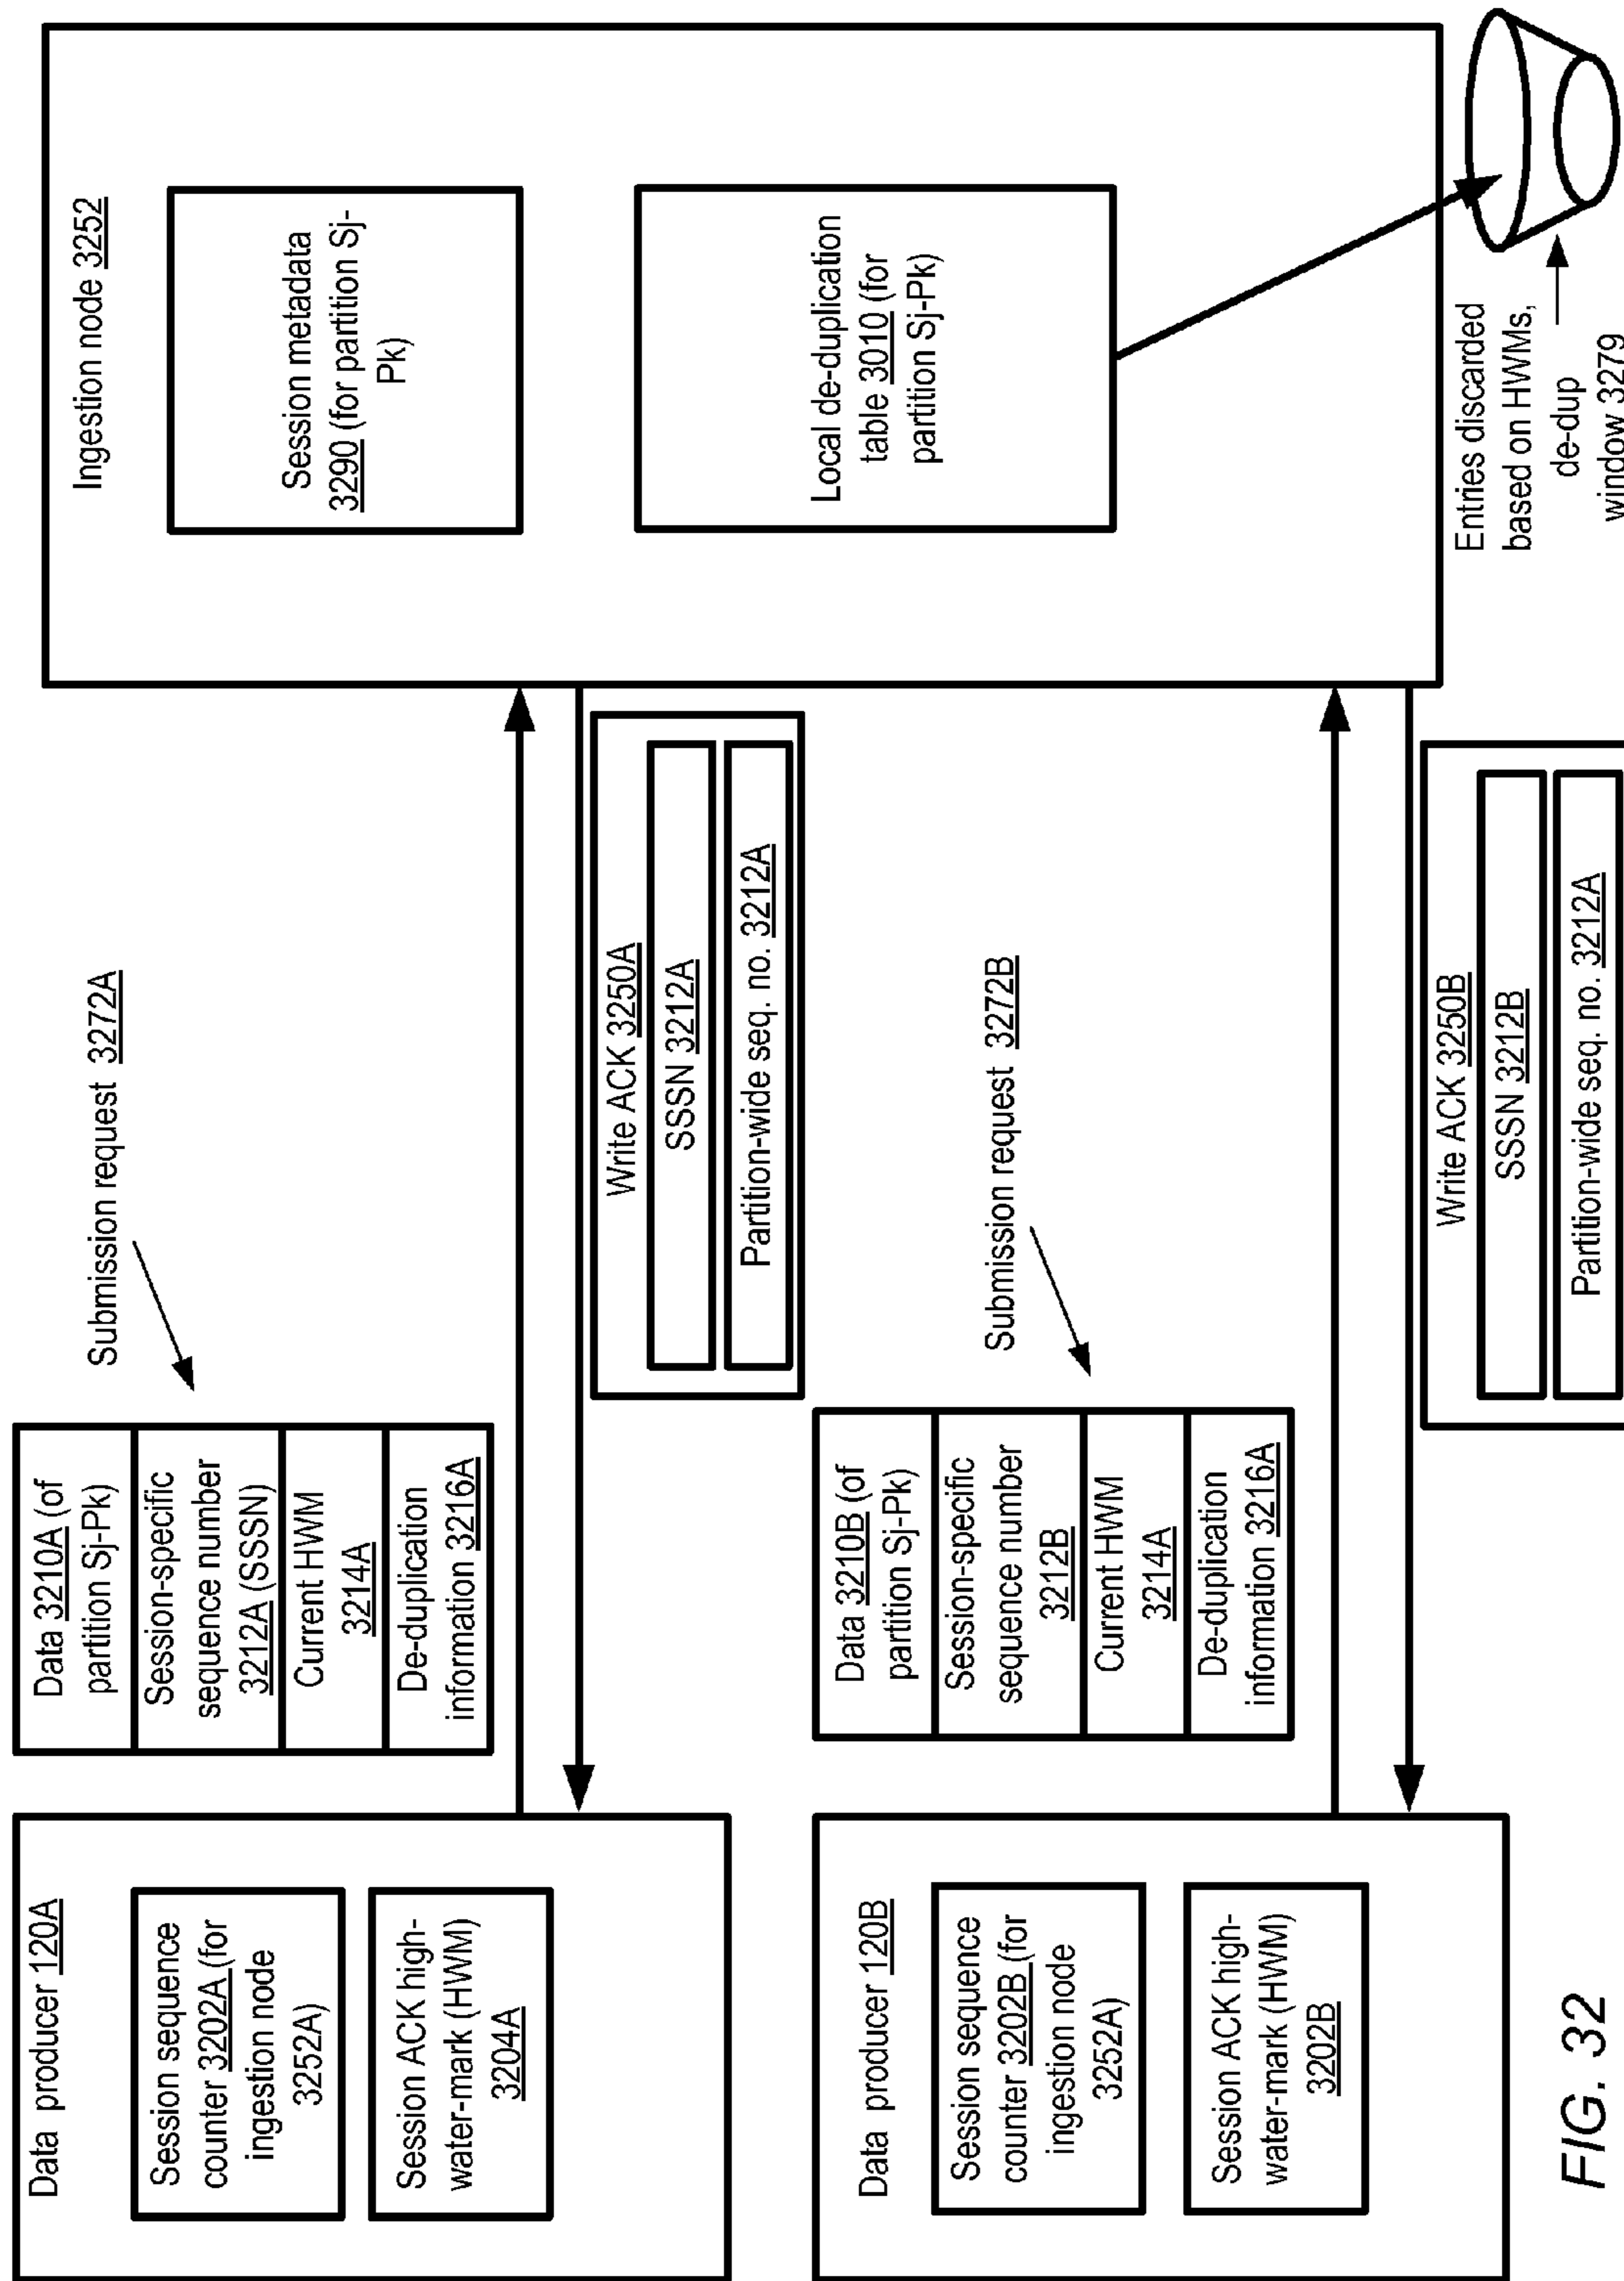 Data producer 120A
Session sequence
counter 3202A (for
ingestion node
3252A)
Session ACK high-
water-mark (HWM)
3204A
Data 3210A (of
partition Sj-Pk)
Session-specific
sequence number
3212A (SSSN)
Current HWM
3214A
De-duplication
information 3216A
Submission request 3272A
Write ACK 3250A
SSSN 3212A
Partition-wide seq. no. 3212A
Ingestion node 3252
Session metadata
3290 (for partition Sj-
Pk)
Local de-duplication
table 3010 (for
partition Sj-Pk)
Data producer 120B
Session sequence
counter 3202B (for
ingestion node
3252A)
Session ACK high-
water-mark (HWM)
3202B
Data 3210B (of
partition Sj-Pk)
Session-specific
sequence number
3212B
Current HWM
3214A
De-duplication
information 3216A
Submission request 3272B
Write ACK 3250B
SSSN 3212B
Partition-wide seq. no. 3212A
Entries discarded
based on HWMs,
de-dup
window 3279
FIG. 32